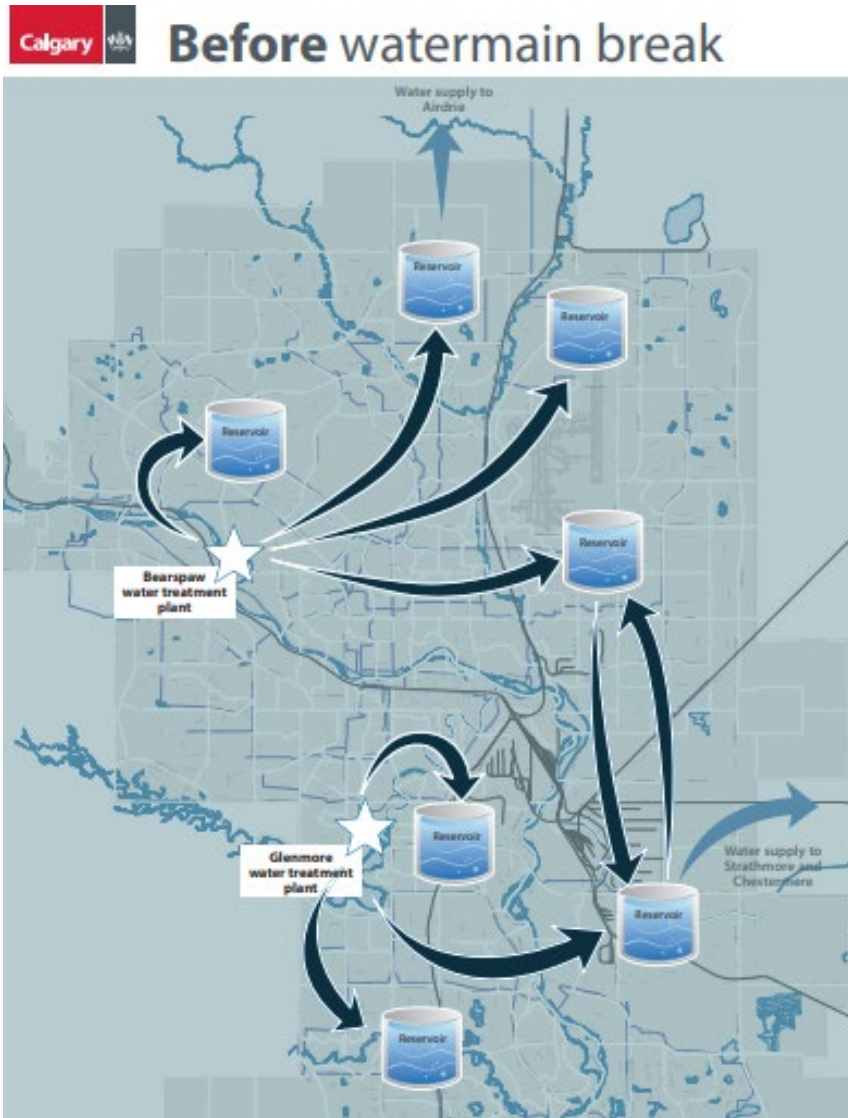 Calgary
Before watermain break
Water supply to
Airdrie
Reservoir
Reservoir
Reservoir
Reservoir
Bearspaw
water treatment
plant
Reservoir
Glenmore
water treatment
plant
Water supply to
Strathmore and
Chestermere
Reservoir
Reservoir